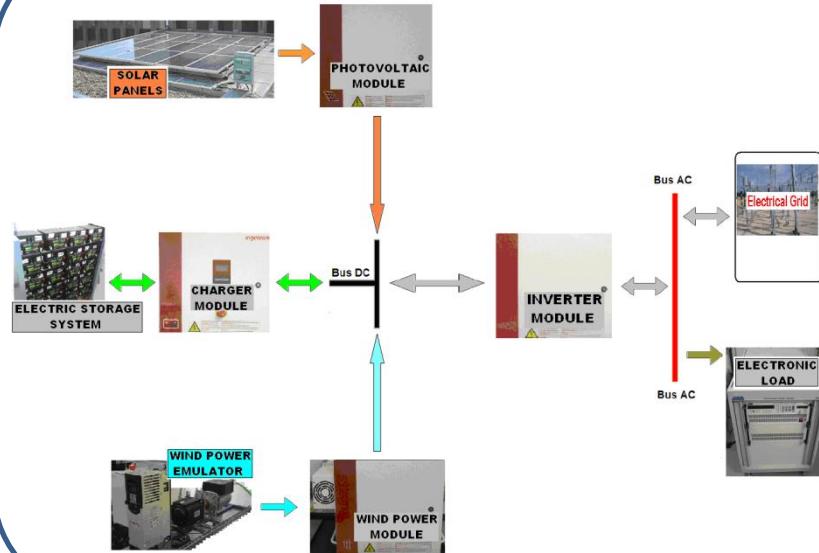 SOLAR
PANELS
PHOTOVOLTAIC
MODULE
Bus AC
Electrical Grid
ELECTRIC STORAGE
SYSTEM
CHARGER
MODULE
Bus DC
INVERTER
MODULE
Bus AC
ELECTRONIC
LOAD
WIND POWER
EMULATOR
WIND POWER
MODULE